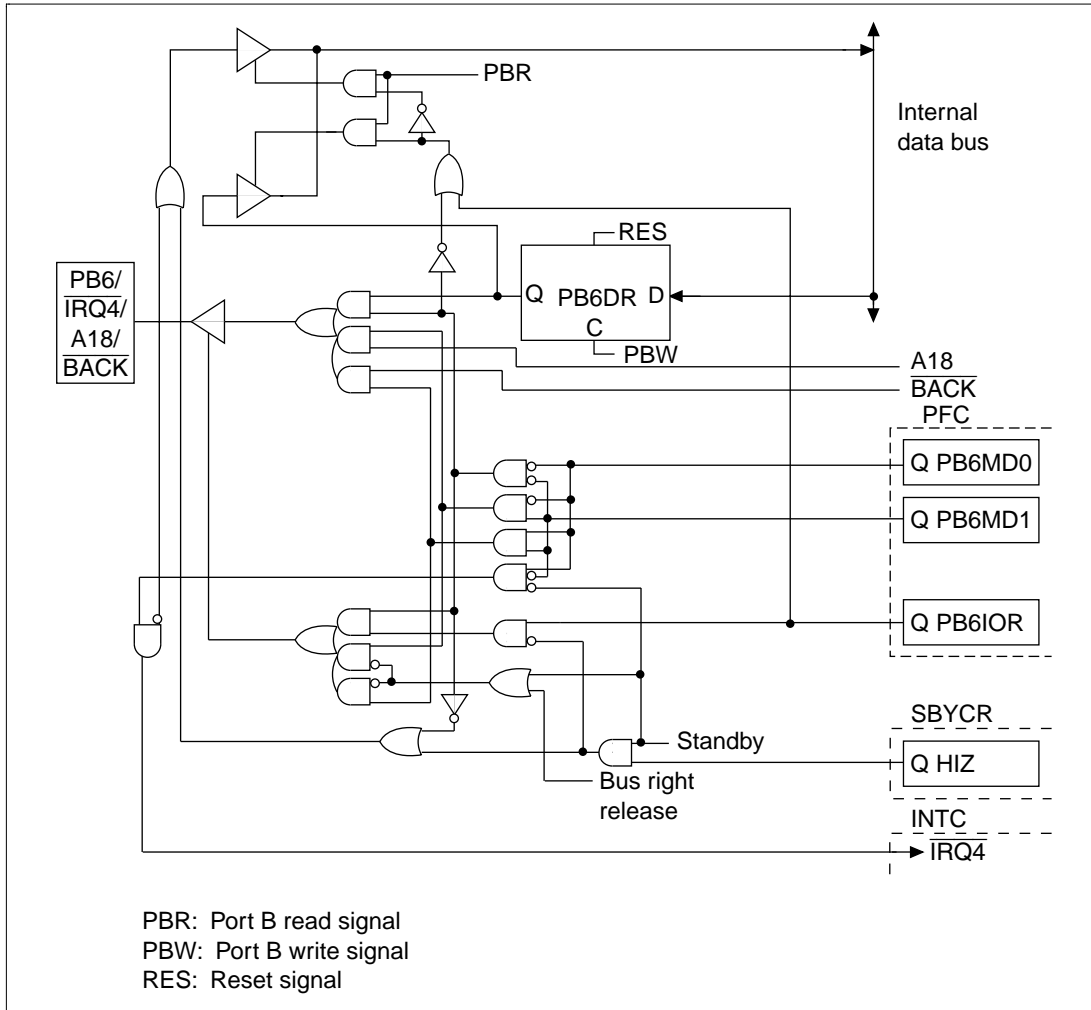 PBR
Internal
data bus
RES
PB6/
IRQ4/
A18/
BACK
Q PB6DR D
C
PBW
A18
BACK
PFC
Q PB6MD0
Q PB6MD1
Q PB6IOR
SBYCR
Standby
Q HIZ
Bus right
release
INTC
IRQ4
PBR: Port B read signal
PBW: Port B write signal
RES: Reset signal